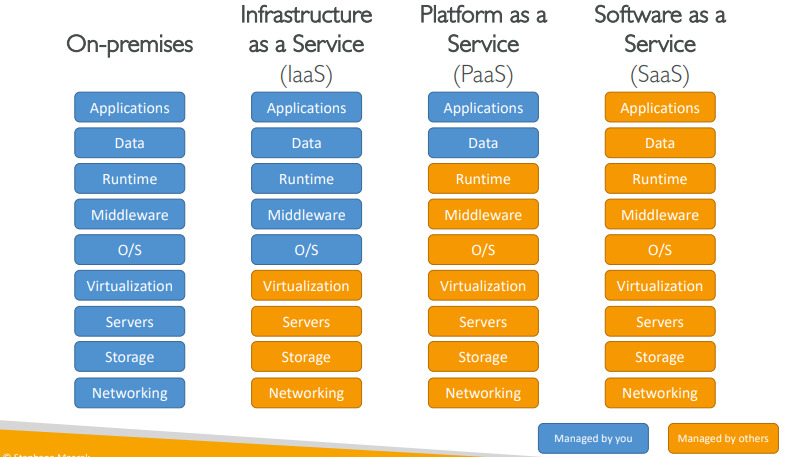 On-premises
Infrastructure
as a Service
(IaaS)
Platform as a
Service
(PaaS)
Software as a
Service
(SaaS)
Applications
Data
Runtime
Middleware
O/S
Virtualization
Servers
Storage
Networking
Applications
Data
Runtime
Middleware
O/S
Virtualization
Servers
Storage
Networking
Applications
Data
Runtime
Middleware
O/S
Virtualization
Servers
Storage
Networking
Applications
Data
Runtime
Middleware
O/S
Virtualization
Servers
Storage
Networking
Managed by you
Managed by others